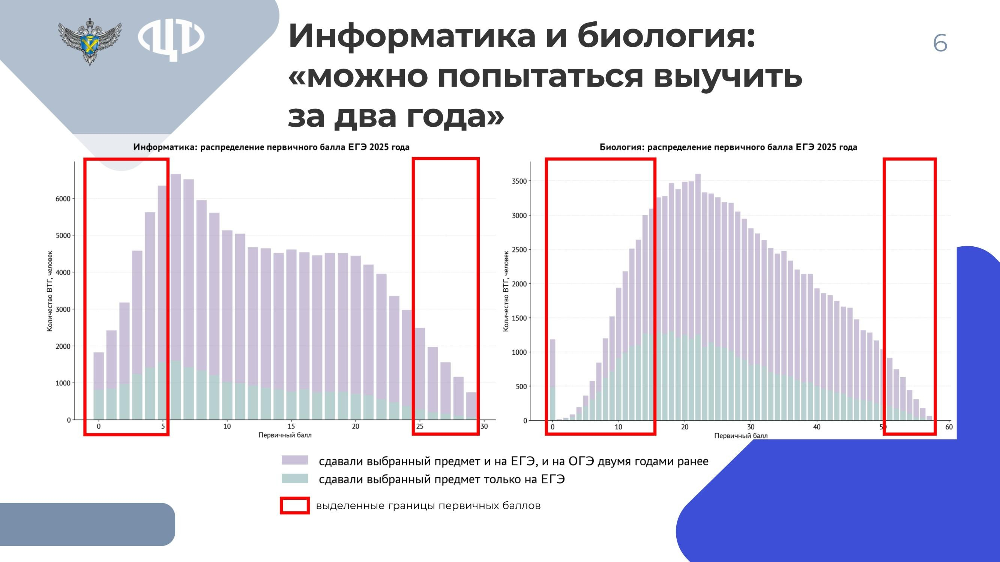 ЦТ
Информатика и биология:
«можно попытаться выучить
за два года»
6
Информатика: распределение первичного балла ЕГЭ 2025 года
Количество ВТГ, человек
6000
5000
4000
3000
2000
1000
0
0 5 10 15 20 25 30
Первичный балл
Биология: распределение первичного балла ЕГЭ 2025 года
Количество ВТГ, человек
3500
3000
2500
2000
1500
1000
500
0
0 10 20 30 40 50 60
Первичный балл
сдавали выбранный предмет и на ЕГЭ, и на ОГЭ двумя годами ранее
сдавали выбранный предмет только на ЕГЭ
выделенные границы первичных баллов